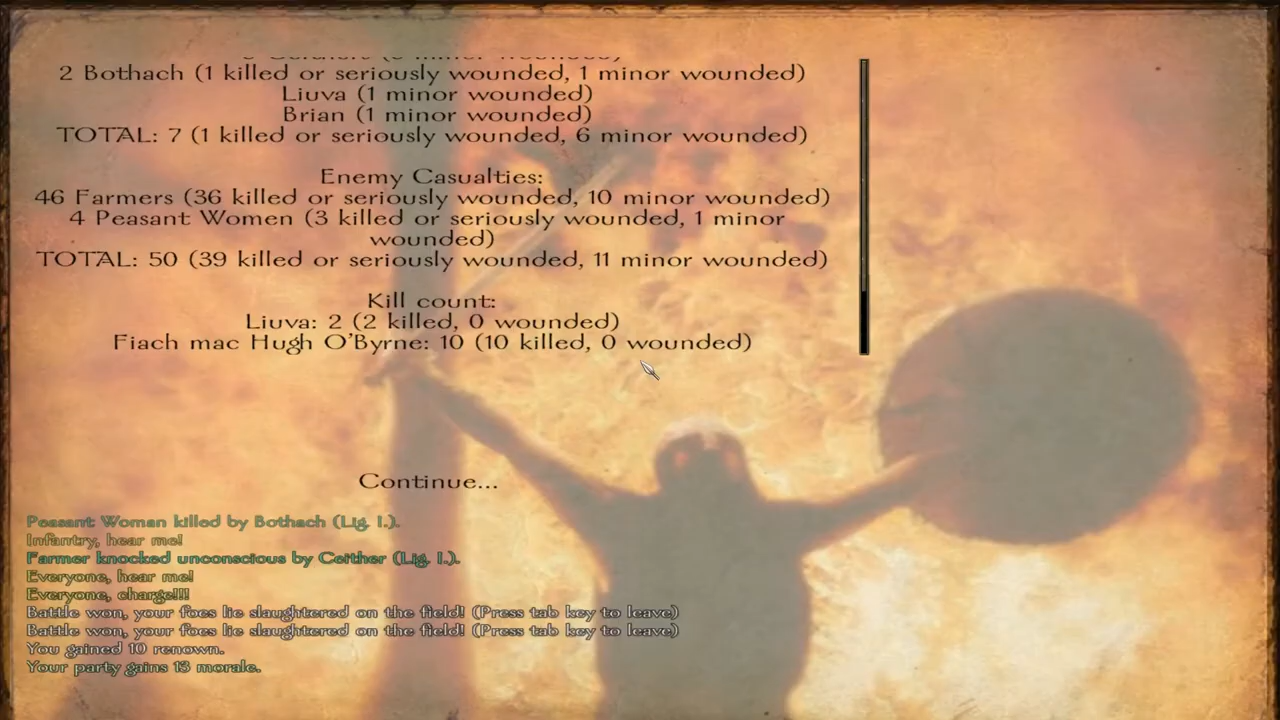 2 Bothach (1 killed or seriously wounded, 1 minor wounded)
Liuva (1 minor wounded)
Brian (1 minor wounded)
TOTAL: 7 (1 killed or seriously wounded, 6 minor wounded)
Enemy Casualties:
46 Farmers (36 killed or seriously wounded, 10 minor wounded)
4 Peasant Women (3 killed or seriously wounded, 1 minor
wounded)
TOTAL: 50 (39 killed or seriously wounded, 11 minor wounded)
Kill count:
Liuva: 2 (2 killed, 0 wounded)
Fiach mac Hugh O'Byrne: 10 (10 killed, 0 wounded)
Continue...
Peasant Woman killed by Bothach (Lig. I.).
Infantry, hear me!
Farmer knocked unconscious by Ceither (Lig. I.).
Everyone, hear me!
Everyone, charge!!!
Battle won, your foes lie slaughtered on the field! (Press tab key to leave)
Battle won, your foes lie slaughtered on the field! (Press tab key to leave)
You gained 10 renown.
Your party gains 13 morale.